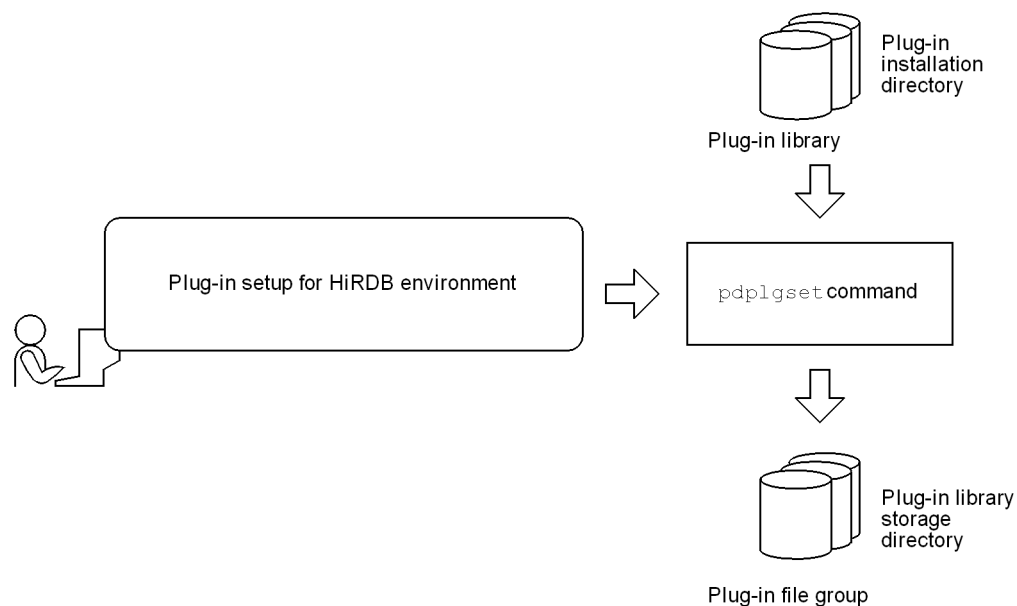 Plug-in
installation
directory
Plug-in library
Plug-in setup for HiRDB environment
pdplgset command
Plug-in library
storage
directory
Plug-in file group